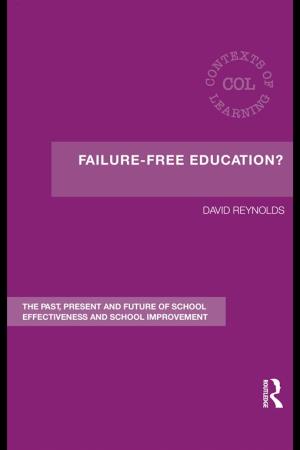 CONTEXTS OF
COL
LEARNING
FAILURE-FREE EDUCATION?
DAVID REYNOLDS
THE PAST, PRESENT AND FUTURE OF SCHOOL
EFFECTIVENESS AND SCHOOL IMPROVEMENT
ROUTLEDGE